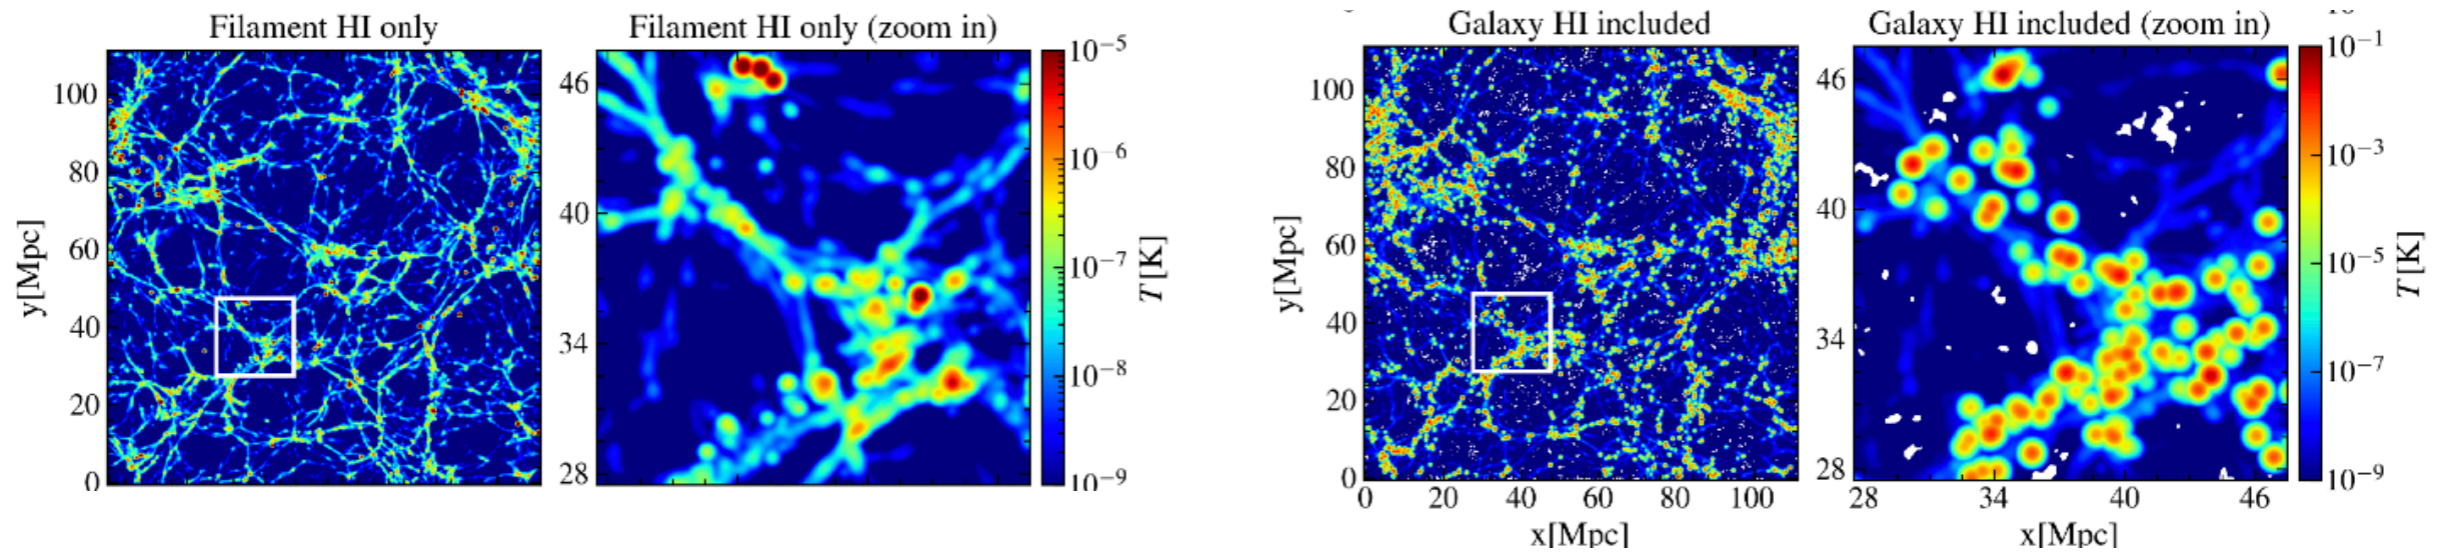 Filament HI only
Filament HI only (zoom in)
Galaxy HI included
Galaxy HI included (zoom in)
y[Mpc]
100
80
60
40
20
0
46
40
34
28
10⁻⁵
10⁻⁶
10⁻⁷
10⁻⁸
10⁻⁹
T[K]
y[Mpc]
100
80
60
40
20
0
0 20 40 60 80 100
x[Mpc]
46
40
34
28
28 34 40 46
x[Mpc]
10⁻¹
10⁻³
10⁻⁵
10⁻⁷
10⁻⁹
T[K]